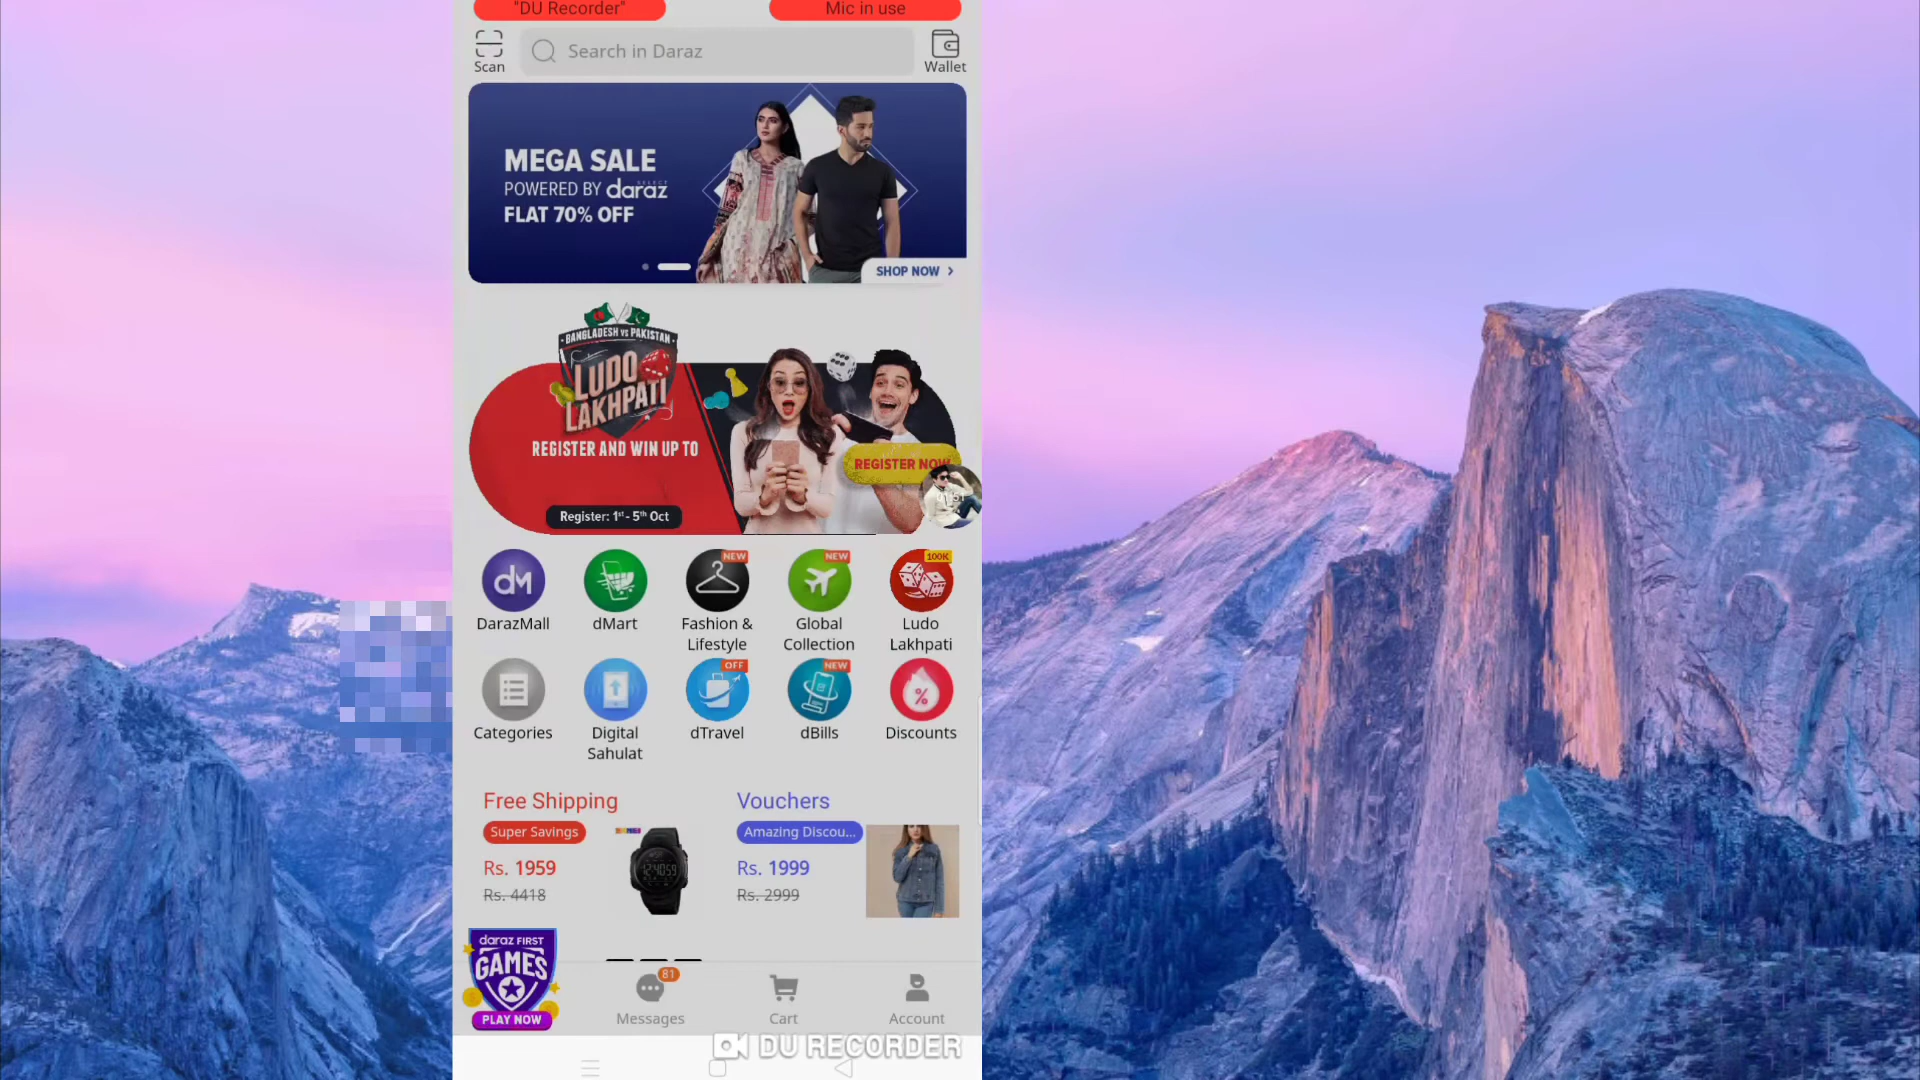 "DU Recorder"
Mic in use
Scan
Search in Daraz
Wallet
MEGA SALE
POWERED BY daraz
SELECT
FLAT 70% OFF
SHOP NOW
BANGLADESH VS PAKISTAN
LUDO
LAKHPATI
REGISTER AND WIN UP TO
REGISTER NOW
Register: 1st - 5th Oct
dM
NEW
NEW
100K
DarazMall
dMart
Fashion &
Lifestyle
Global
Collection
Ludo
Lakhpati
OFF
NEW
%
Categories
Digital
Sahulat
dTravel
dBills
Discounts
Free Shipping
Vouchers
Super Savings
Amazing Discou...
Rs. 1959
Rs. 1999
Rs. 4418
Rs. 2999
daraz FIRST
GAMES
PLAY NOW
81
Messages
Cart
Account
DU RECORDER